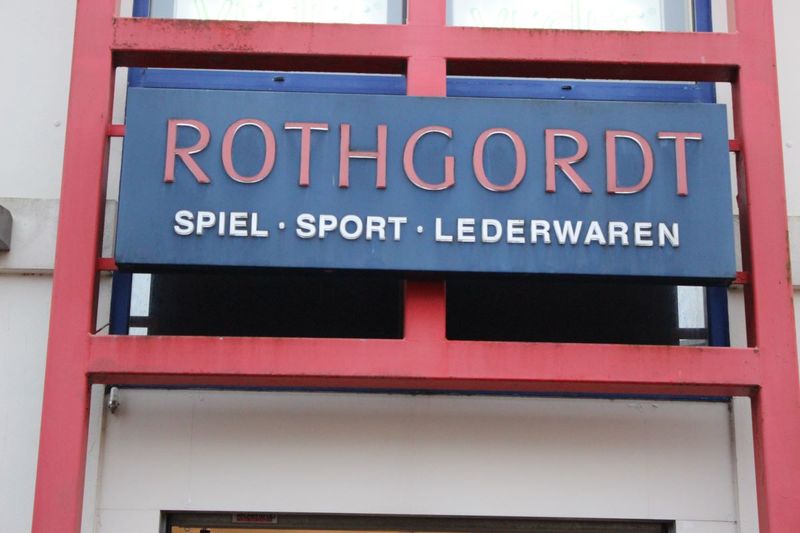 ROTHGORDT
SPIEL · SPORT · LEDERWAREN